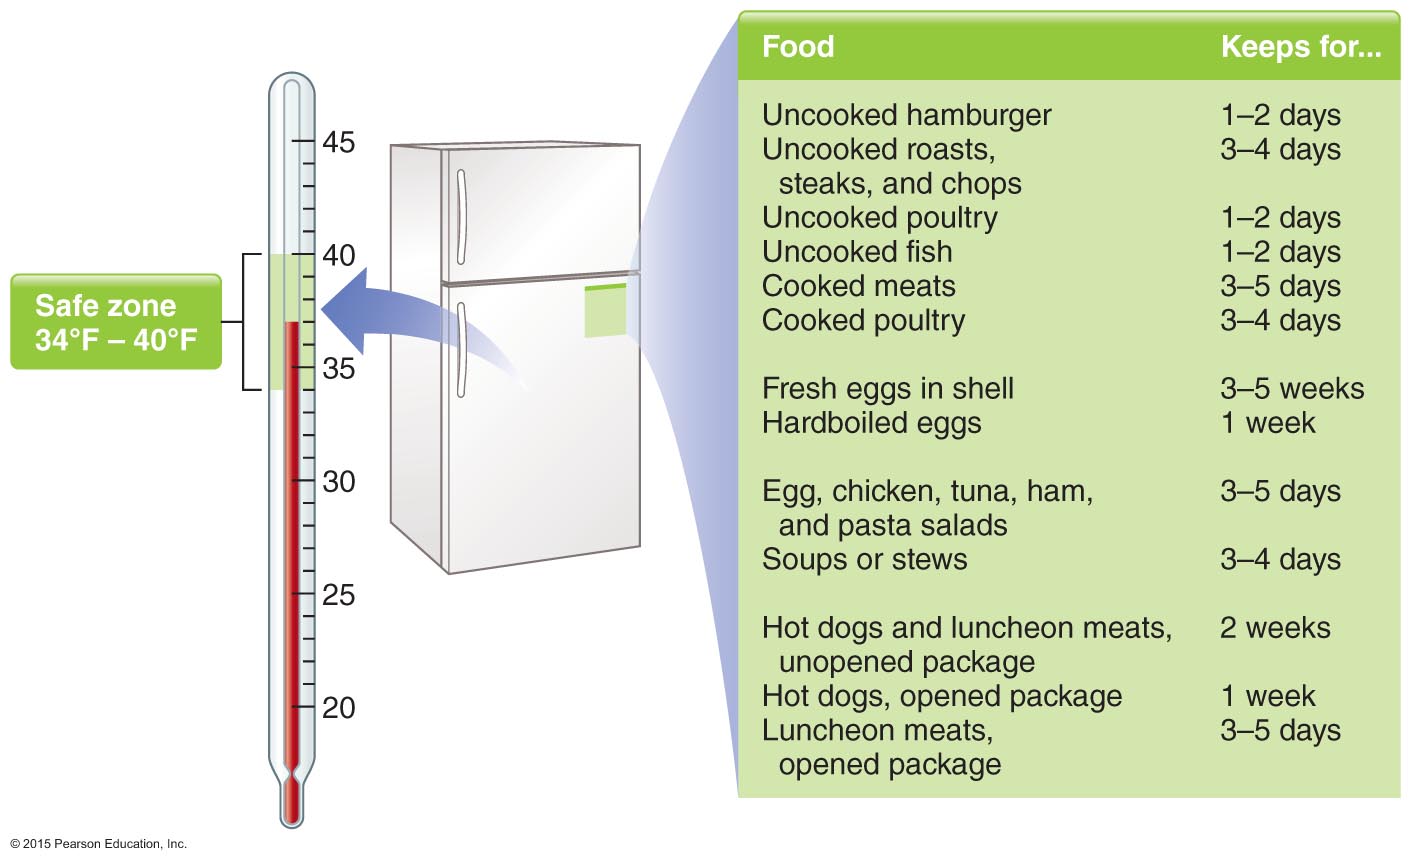 Food Keeps for...
Uncooked hamburger 1–2 days
Uncooked roasts, 3–4 days
steaks, and chops
Uncooked poultry 1–2 days
Uncooked fish 1–2 days
Cooked meats 3–5 days
Cooked poultry 3–4 days
Fresh eggs in shell 3–5 weeks
Hardboiled eggs 1 week
Egg, chicken, tuna, ham, 3–5 days
and pasta salads
Soups or stews 3–4 days
Hot dogs and luncheon meats, 2 weeks
unopened package
Hot dogs, opened package 1 week
Luncheon meats, 3–5 days
opened package
45
40
35
30
25
20
Safe zone
34°F – 40°F
© 2015 Pearson Education, Inc.